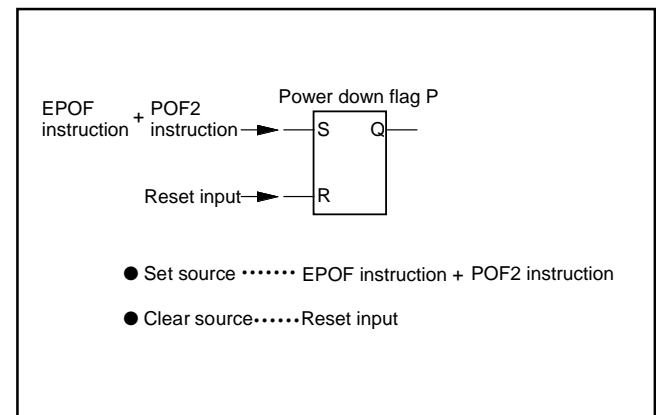 Power down flag P
EPOF instruction + POF2 instruction
S Q
Reset input
R
● Set source ······· EPOF instruction + POF2 instruction
● Clear source······Reset input